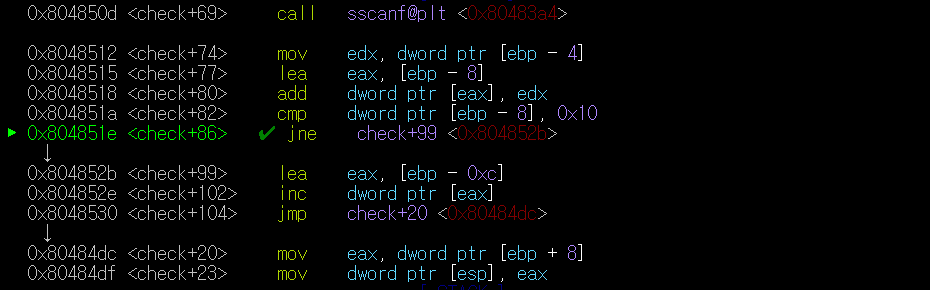 0x804850d <check+69> call sscanf@plt <0x80483a4>
0x8048512 <check+74> mov edx, dword ptr [ebp - 4]
0x8048515 <check+77> lea eax, [ebp - 8]
0x8048518 <check+80> add dword ptr [eax], edx
0x804851a <check+82> cmp dword ptr [ebp - 8], 0x10
► 0x804851e <check+86> ✔ jne check+99 <0x804852b>
↓
0x804852b <check+99> lea eax, [ebp - 0xc]
0x804852e <check+102> inc dword ptr [eax]
0x8048530 <check+104> jmp check+20 <0x80484dc>
↓
0x80484dc <check+20> mov eax, dword ptr [ebp + 8]
0x80484df <check+23> mov dword ptr [esp], eax